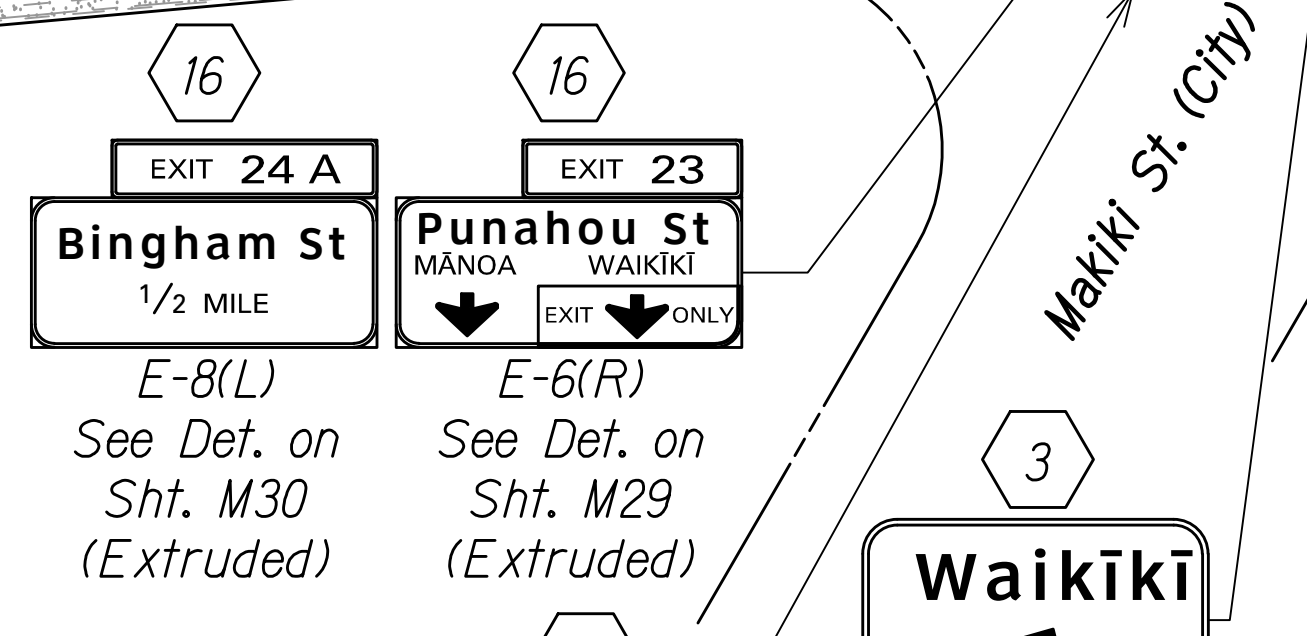 16
EXIT 24 A
Bingham St
1/2 MILE
E-8(L)
See Det. on
Sht. M30
(Extruded)
16
EXIT 23
Punahou St
MĀNOA WAIKĪKĪ
EXIT ONLY
E-6(R)
See Det. on
Sht. M29
(Extruded)
Makiki St. (City)
3
Waikīkī